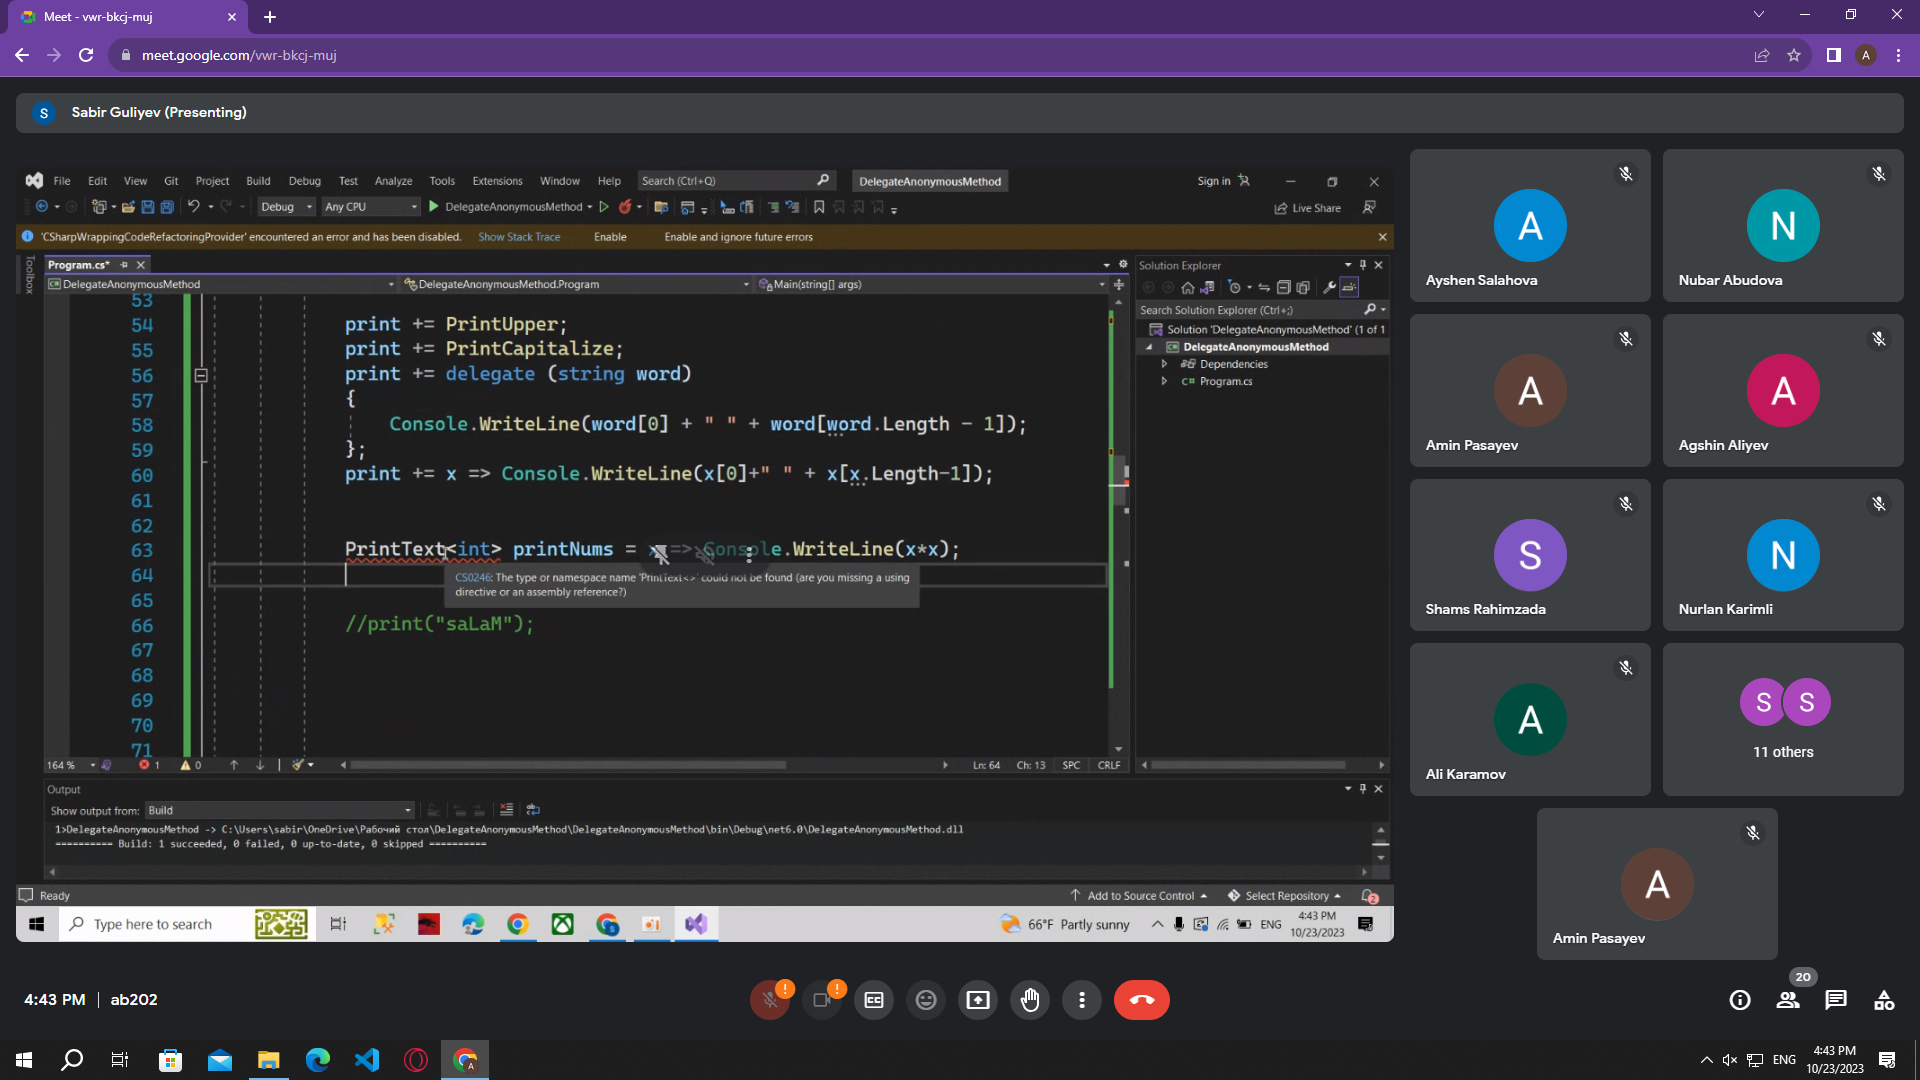 Meet - vwr-bkcj-muj
meet.google.com/vwr-bkcj-muj
A
S
Sabir Guliyev (Presenting)
File Edit View Git Project Build Debug Test Analyze Tools Extensions Window Help Search (Ctrl+Q) DelegateAnonymousMethod Sign in
Debug Any CPU DelegateAnonymousMethod Live Share
'CSharpWrappingCodeRefactoringProvider' encountered an error and has been disabled. Show Stack Trace Enable Enable and ignore future errors
Toolbox
Program.cs*
DelegateAnonymousMethod DelegateAnonymousMethod.Program Main(string[] args)
53
54 print += PrintUpper;
55 print += PrintCapitalize;
56 print += delegate (string word)
57 {
58 Console.WriteLine(word[0] + " " + word[word.Length - 1]);
59 };
60 print += x => Console.WriteLine(x[0]+" " + x[x.Length-1]);
61
62
63 PrintText<int> printNums = x => Console.WriteLine(x*x);
64
CS0246: The type or namespace name 'PrintText<>' could not be found (are you missing a using
directive or an assembly reference?)
65
66 //print("saLaM");
67
68
69
70
71
164 % 1 0 Ln: 64 Ch: 13 SPC CRLF
Solution Explorer
Search Solution Explorer (Ctrl+;)
Solution 'DelegateAnonymousMethod' (1 of 1
DelegateAnonymousMethod
Dependencies
C# Program.cs
Output
Show output from: Build
1>DelegateAnonymousMethod -> C:\Users\sabir\OneDrive\Рабочий стол\DelegateAnonymousMethod\DelegateAnonymousMethod\bin\Debug\net6.0\DelegateAnonymousMethod.dll
========== Build: 1 succeeded, 0 failed, 0 up-to-date, 0 skipped ==========
Ready Add to Source Control Select Repository 2
Type here to search 66°F Partly sunny ENG 4:43 PM
10/23/2023
A
Ayshen Salahova
N
Nubar Abudova
A
Amin Pasayev
A
Agshin Aliyev
S
Shams Rahimzada
N
Nurlan Karimli
A
Ali Karamov
S S
11 others
A
Amin Pasayev
4:43 PM | ab202
! ! CC
20
ENG 4:43 PM
10/23/2023